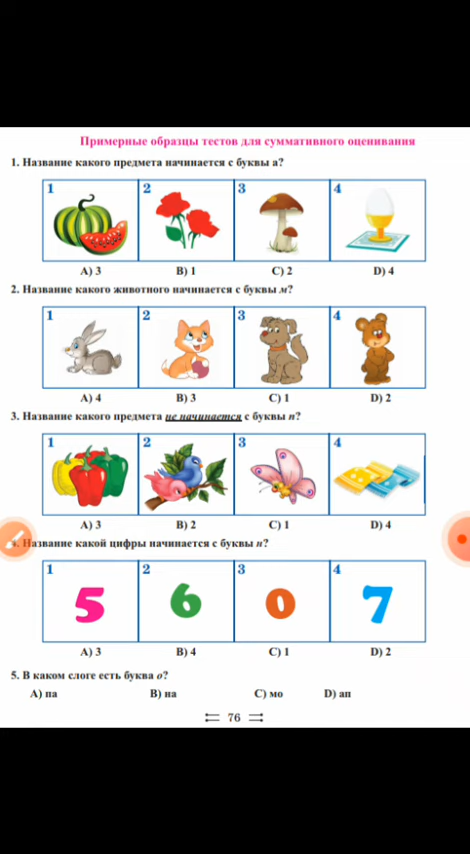 Примерные образцы тестов для суммативного оценивания
1. Название какого предмета начинается с буквы а?
1 2 3 4
A) 3 B) 1 C) 2 D) 4
2. Название какого животного начинается с буквы м?
1 2 3 4
A) 4 B) 3 C) 1 D) 2
3. Название какого предмета не начинается с буквы п?
1 2 3 4
A) 3 B) 2 C) 1 D) 4
Название какой цифры начинается с буквы н?
1 2 3 4
5 6 0 7
A) 3 B) 4 C) 1 D) 2
5. В каком слоге есть буква о?
A) па B) на C) мо D) ап
76